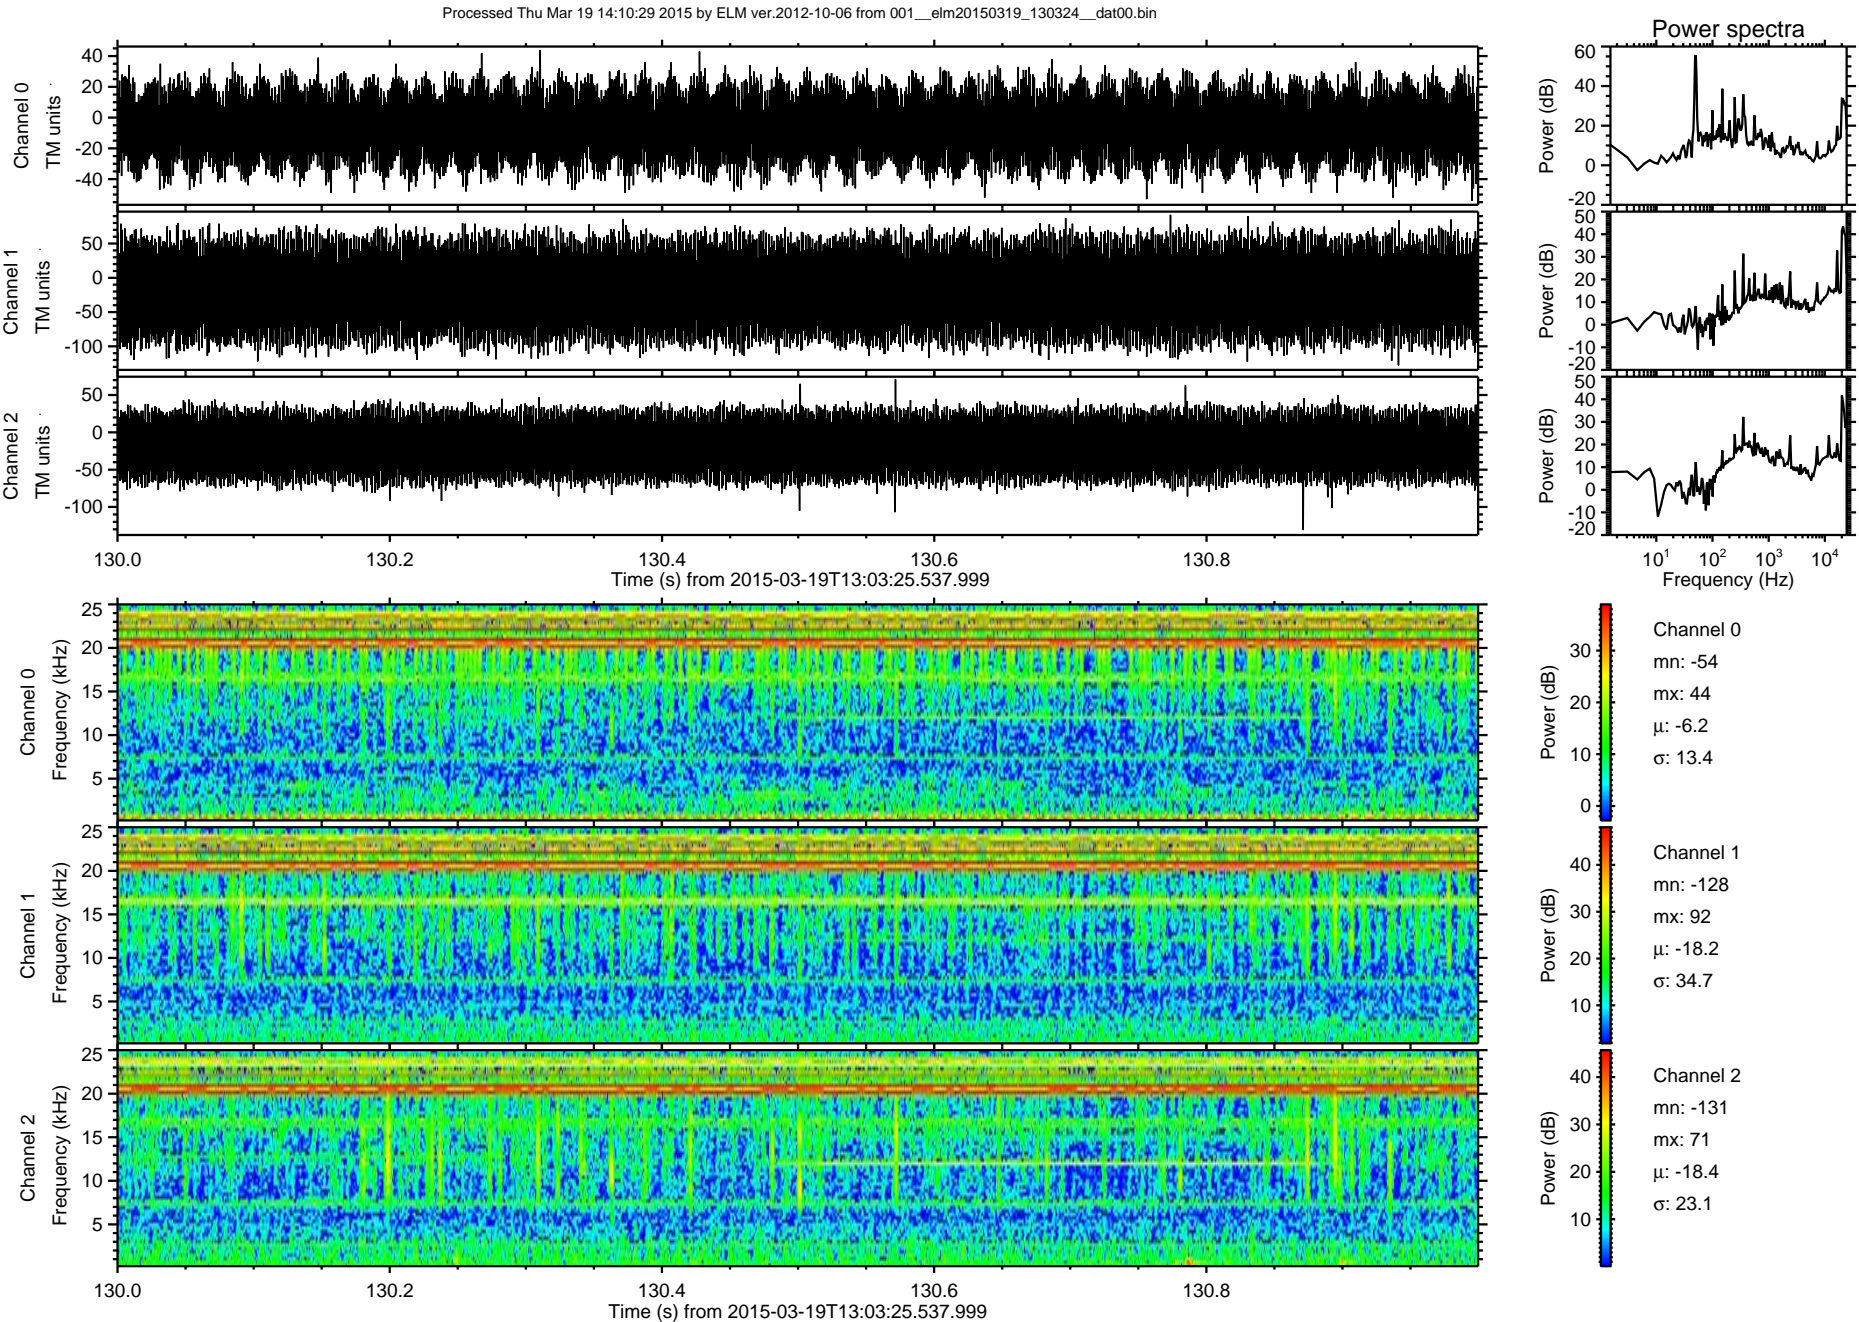 Processed Thu Mar 19 14:10:29 2015 by ELM ver.2012-10-06 from 001__elm20150319_130324__dat00.bin
Power spectra
Channel 0
TM units
40
20
0
-20
-40
Power (dB)
60
40
20
0
-20
Channel 1
TM units
50
0
-50
-100
Power (dB)
50
40
30
20
10
0
-10
-20
Channel 2
TM units
50
0
-50
-100
Power (dB)
50
40
30
20
10
0
-10
-20
130.0 130.2 130.4 130.6 130.8
Time (s) from 2015-03-19T13:03:25.537.999
10^1 10^2 10^3 10^4
Frequency (Hz)
Channel 0
Frequency (kHz)
25
20
15
10
5
Power (dB)
30
20
10
0
Channel 0
mn: -54
mx: 44
µ: -6.2
σ: 13.4
Channel 1
Frequency (kHz)
25
20
15
10
5
Power (dB)
40
30
20
10
Channel 1
mn: -128
mx: 92
µ: -18.2
σ: 34.7
Channel 2
Frequency (kHz)
25
20
15
10
5
Power (dB)
40
30
20
10
Channel 2
mn: -131
mx: 71
µ: -18.4
σ: 23.1
130.0 130.2 130.4 130.6 130.8
Time (s) from 2015-03-19T13:03:25.537.999